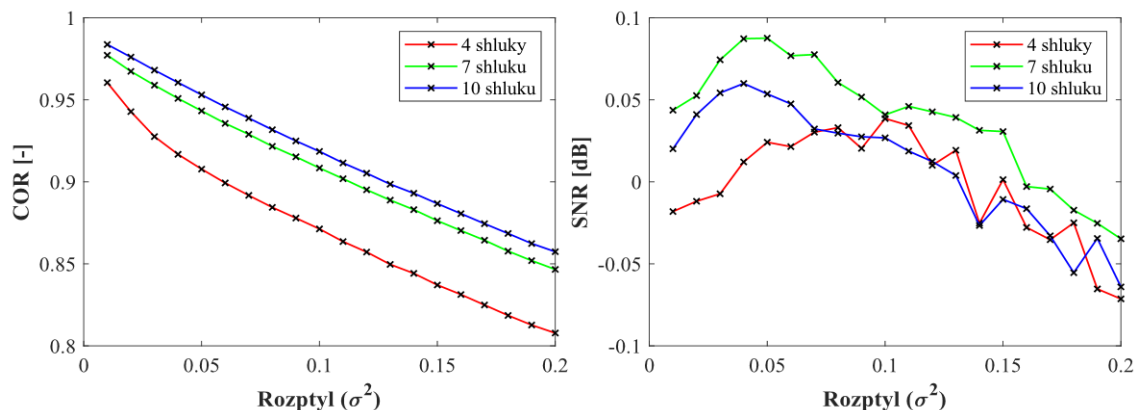 1
0.95
0.9
0.85
0.8
COR [-]
0
0.05
0.1
0.15
0.2
Rozptyl (σ²)
4 shluky
7 shluku
10 shluku
0.1
0.05
0
-0.05
-0.1
SNR [dB]
0
0.05
0.1
0.15
0.2
Rozptyl (σ²)
4 shluky
7 shluku
10 shluku